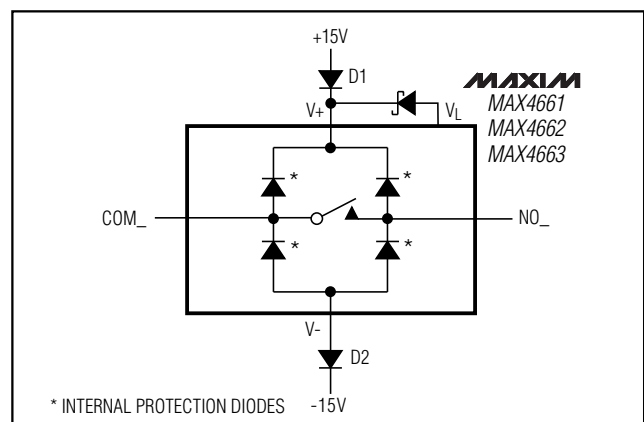 +15V
D1
MAXIM
V+
VL
MAX4661
MAX4662
MAX4663
*
*
COM_
NO_
*
*
V-
D2
* INTERNAL PROTECTION DIODES
-15V